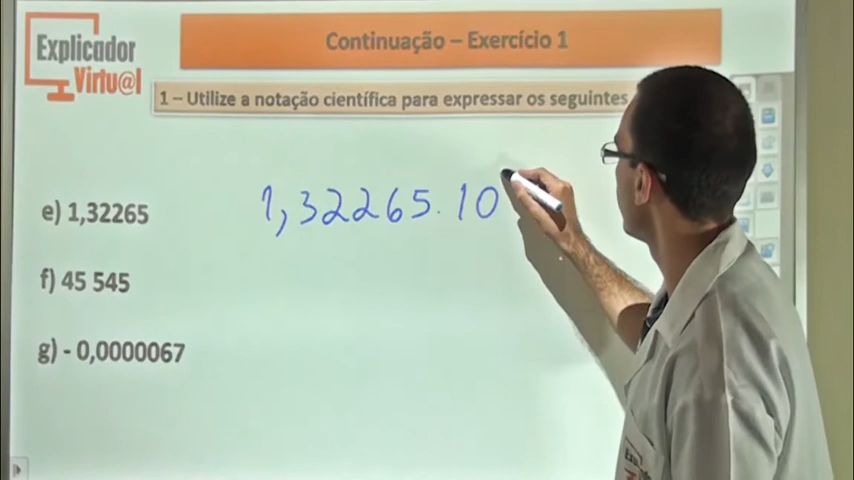 Explicador
Virtu@l
Continuação – Exercício 1
1 – Utilize a notação científica para expressar os seguintes
e) 1,32265
1,32265.10
f) 45 545
g) - 0,0000067